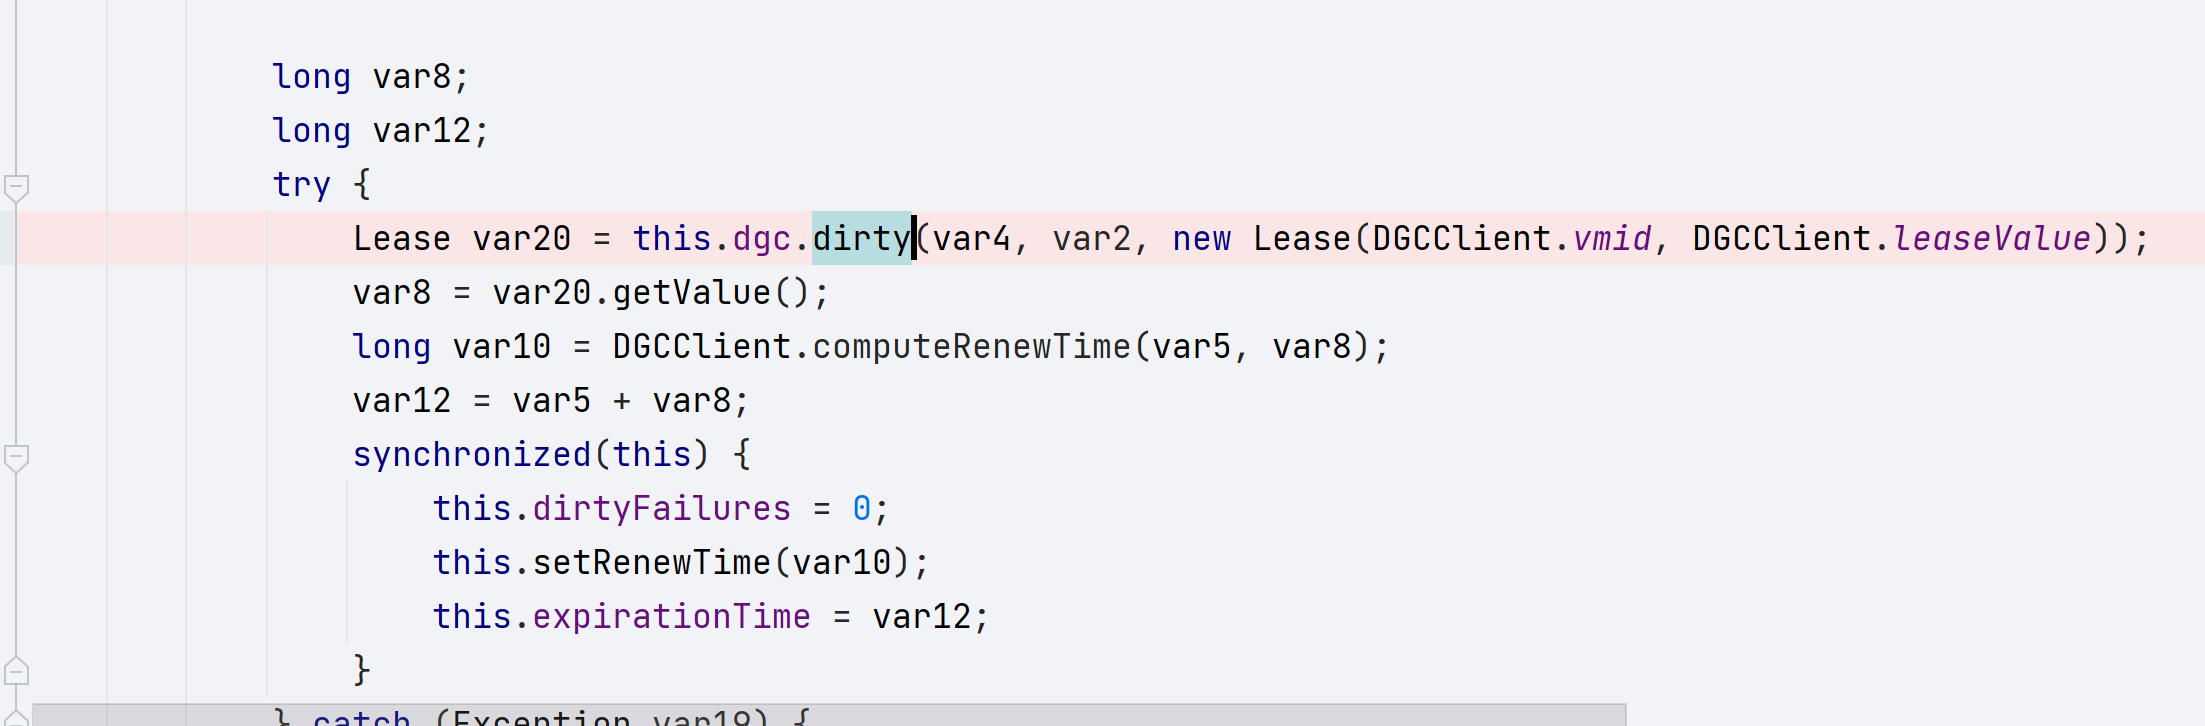 long var8;
long var12;
try {
Lease var20 = this.dgc.dirty(var4, var2, new Lease(DGCClient.vmid, DGCClient.leaseValue));
var8 = var20.getValue();
long var10 = DGCClient.computeRenewTime(var5, var8);
var12 = var5 + var8;
synchronized(this) {
this.dirtyFailures = 0;
this.setRenewTime(var10);
this.expirationTime = var12;
}
} catch (Exception var19) {